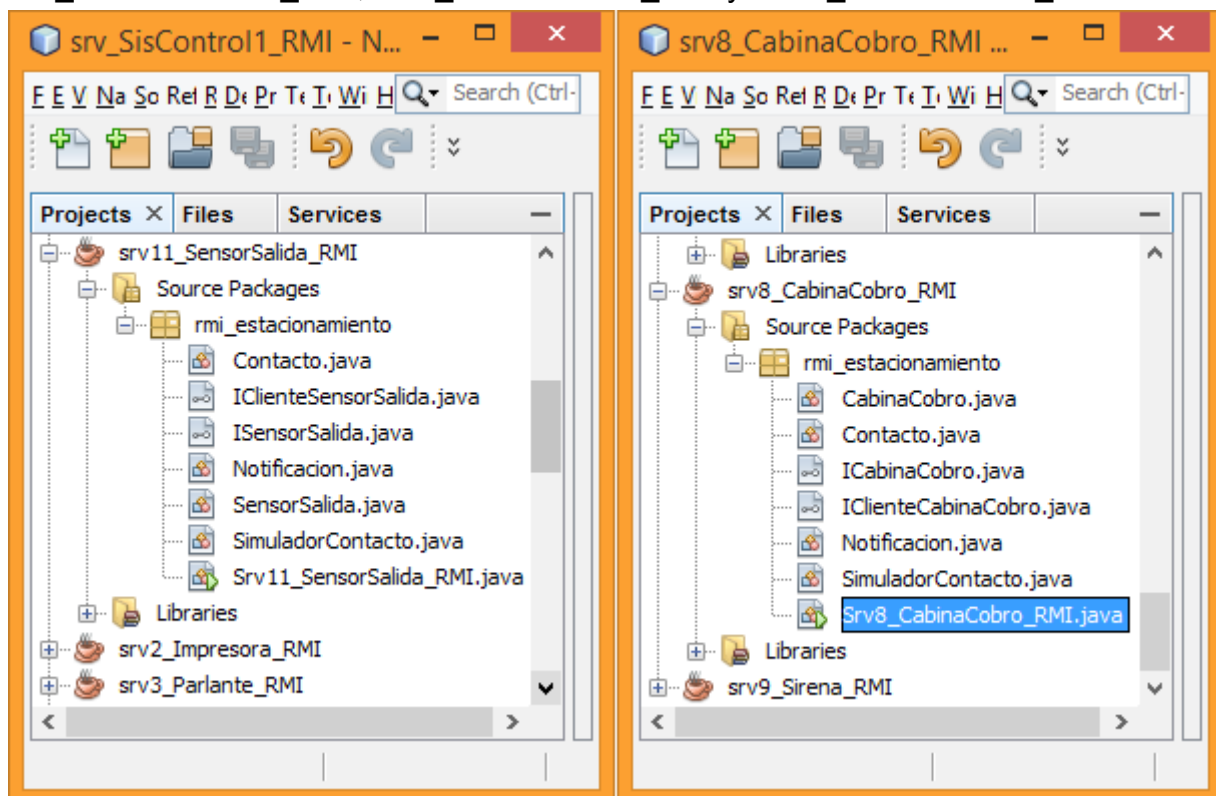 srv_SisControl1_RMI - N...
F E V Na So Ref R De Pr Te T Wi H Search (Ctrl-
Projects Files Services
srv11_SensorSalida_RMI
Source Packages
rmi_estacionamiento
Contacto.java
IClienteSensorSalida.java
ISensorSalida.java
Notificacion.java
SensorSalida.java
SimuladorContacto.java
Srv11_SensorSalida_RMI.java
Libraries
srv2_Impresora_RMI
srv3_Parlante_RMI
srv8_CabinaCobro_RMI ...
F E V Na So Ref R De Pr Te T Wi H Search (Ctrl-
Projects Files Services
Libraries
srv8_CabinaCobro_RMI
Source Packages
rmi_estacionamiento
CabinaCobro.java
Contacto.java
ICabinaCobro.java
IClienteCabinaCobro.java
Notificacion.java
SimuladorContacto.java
Srv8_CabinaCobro_RMI.java
Libraries
srv9_Sirena_RMI